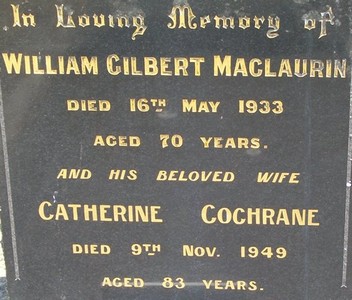 In Loving Memory of
WILLIAM GILBERT MACLAURIN
DIED 16TH MAY 1933
AGED 70 YEARS.
AND HIS BELOVED WIFE
CATHERINE COCHRANE
DIED 9TH NOV. 1949
AGED 83 YEARS.